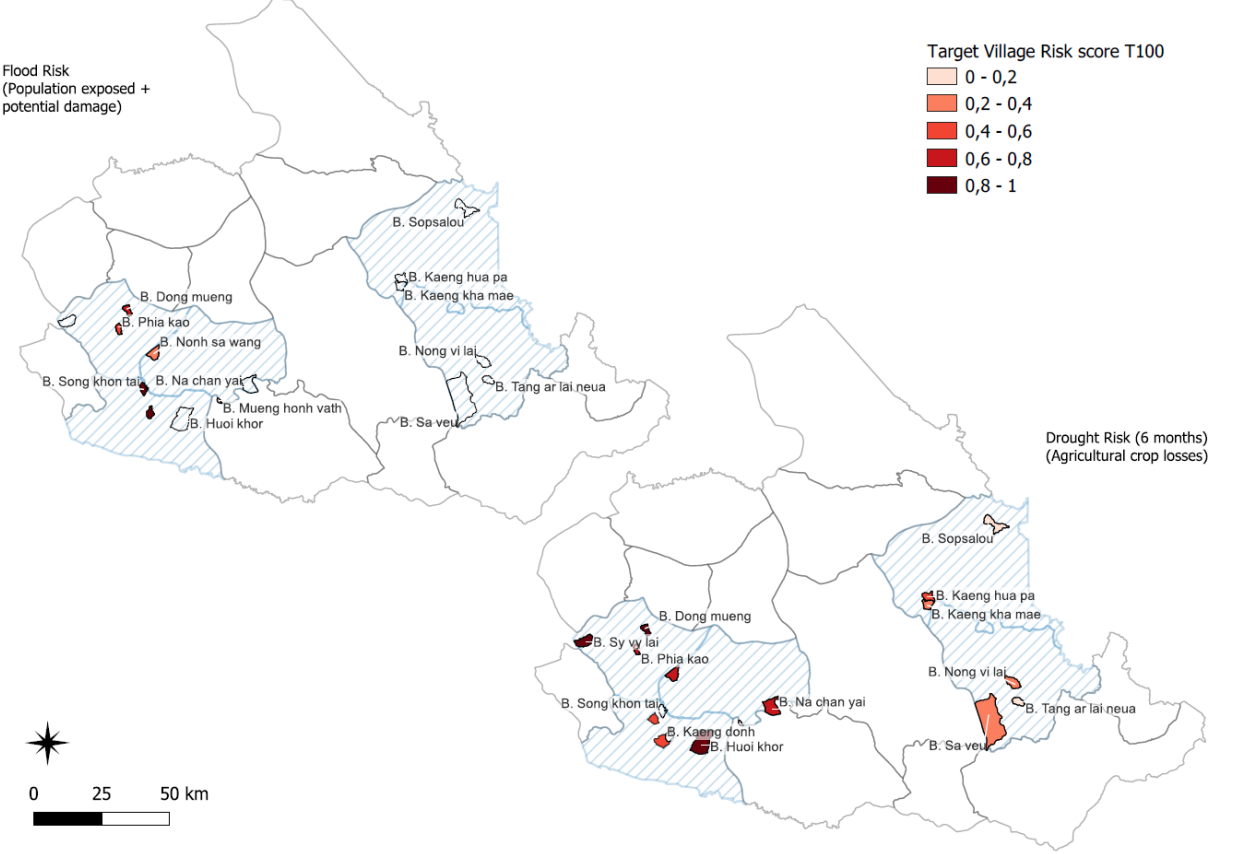 Flood Risk
(Population exposed +
potential damage)
Target Village Risk score T100
0 - 0,2
0,2 - 0,4
0,4 - 0,6
0,6 - 0,8
0,8 - 1
B. Sopsalou
B. Kaeng hua pa
B. Kaeng kha mae
B. Dong mueng
B. Phia kao
B. Nonh sa wang
B. Nong vi lai
B. Song khon tai
B. Na chan yai
B. Tang ar lai neua
B. Mueng honh vath
B. Huoi khor
B. Sa veu
Drought Risk (6 months)
(Agricultural crop losses)
B. Sopsalou
B. Kaeng hua pa
B. Kaeng kha mae
B. Dong mueng
B. Sy vy lai
B. Phia kao
B. Nong vi lai
B. Song khon tai
B. Na chan yai
B. Tang ar lai neua
B. Kaeng donh
B. Huoi khor
B. Sa veu
0 25 50 km